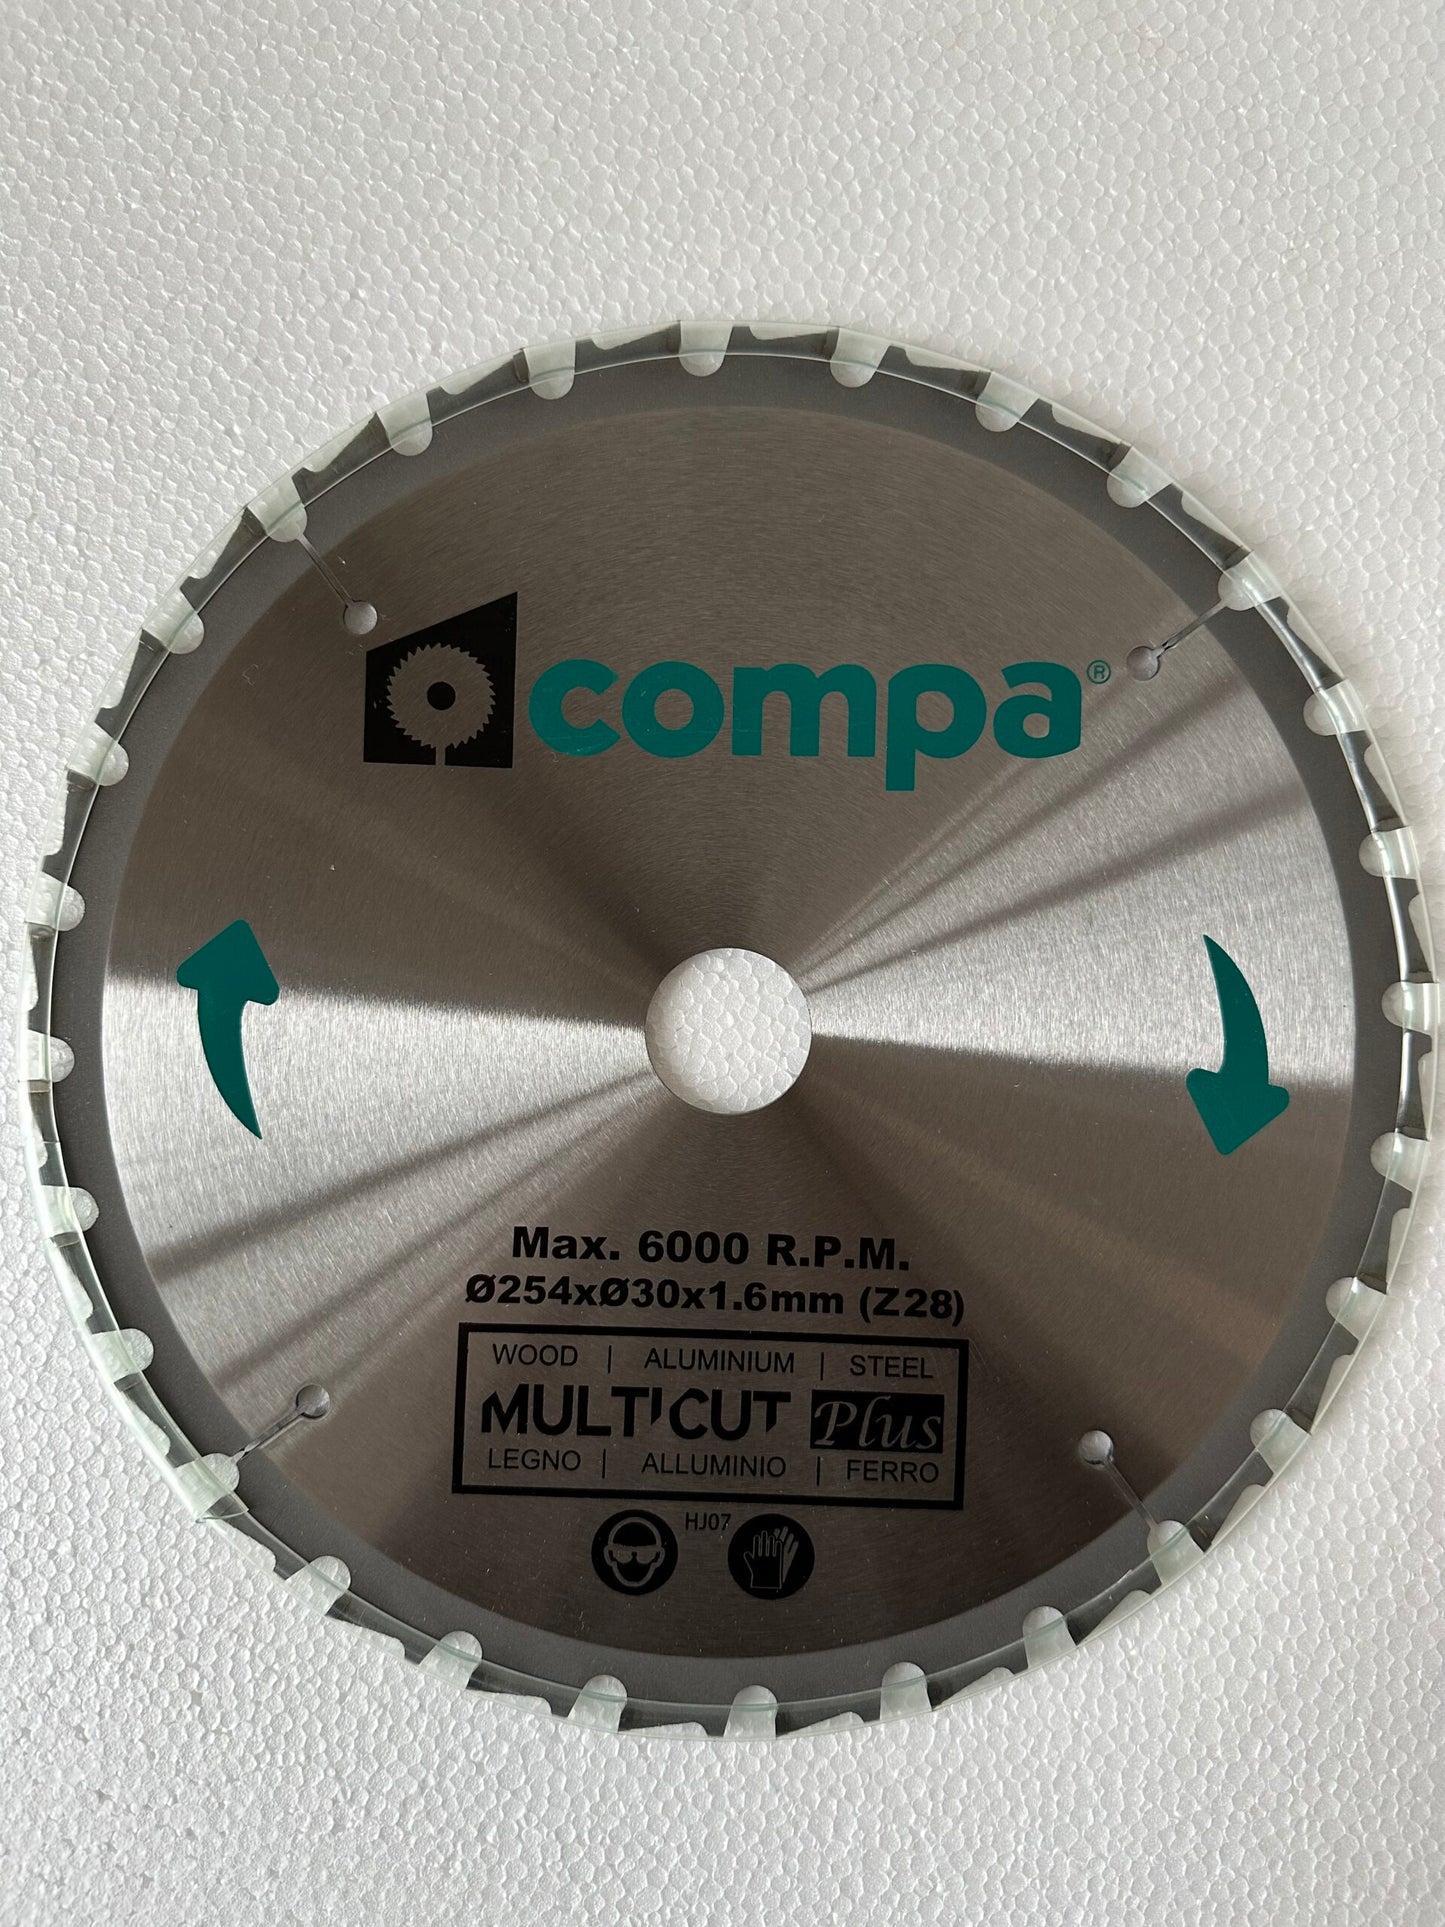 compa®
Max. 6000 R.P.M.
Ø254xØ30x1.6mm (Z28)
WOOD | ALUMINIUM | STEEL
MULTICUT Plus
LEGNO | ALLUMINIO | FERRO
HJ07